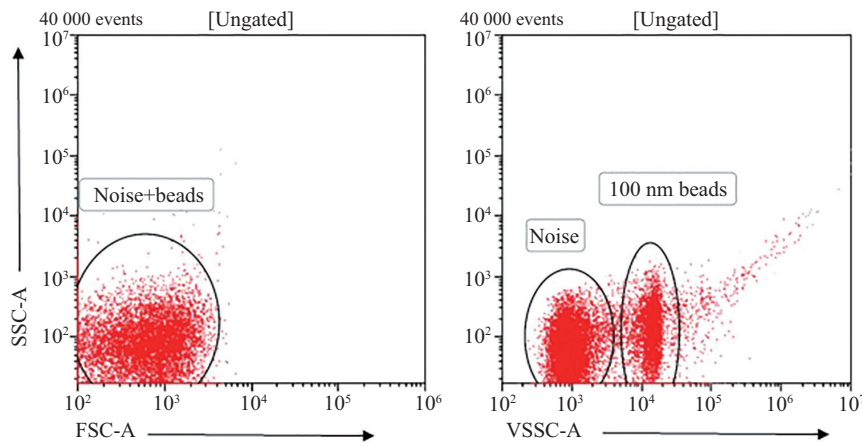 40 000 events [Ungated]
10^7
10^6
10^5
10^4
10^3
10^2
Noise+beads
SSC-A
10^2 10^3 10^4 10^5 10^6
FSC-A
40 000 events [Ungated]
10^7
10^6
10^5
10^4
10^3
10^2
100 nm beads
Noise
10^2 10^3 10^4 10^5 10^6 10^7
VSSC-A